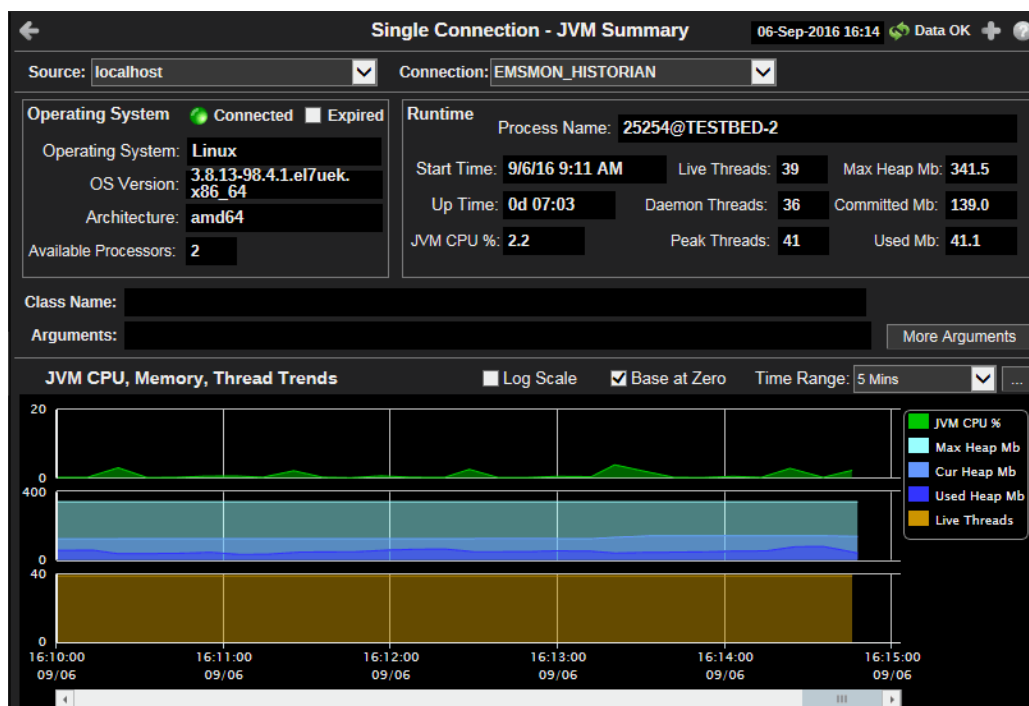 Single Connection - JVM Summary 06-Sep-2016 16:14 Data OK ?
Source: localhost Connection: EMSMON_HISTORIAN
Operating System Connected Expired
Operating System: Linux
OS Version: 3.8.13-98.4.1.el7uek.
x86_64
Architecture: amd64
Available Processors: 2
Runtime
Process Name: 25254@TESTBED-2
Start Time: 9/6/16 9:11 AM Live Threads: 39 Max Heap Mb: 341.5
Up Time: 0d 07:03 Daemon Threads: 36 Committed Mb: 139.0
JVM CPU %: 2.2 Peak Threads: 41 Used Mb: 41.1
Class Name:
Arguments: More Arguments
JVM CPU, Memory, Thread Trends Log Scale Base at Zero Time Range: 5 Mins ...
20
0
400
0
40
0
16:10:00 16:11:00 16:12:00 16:13:00 16:14:00 16:15:00
09/06 09/06 09/06 09/06 09/06 09/06
JVM CPU %
Max Heap Mb
Cur Heap Mb
Used Heap Mb
Live Threads